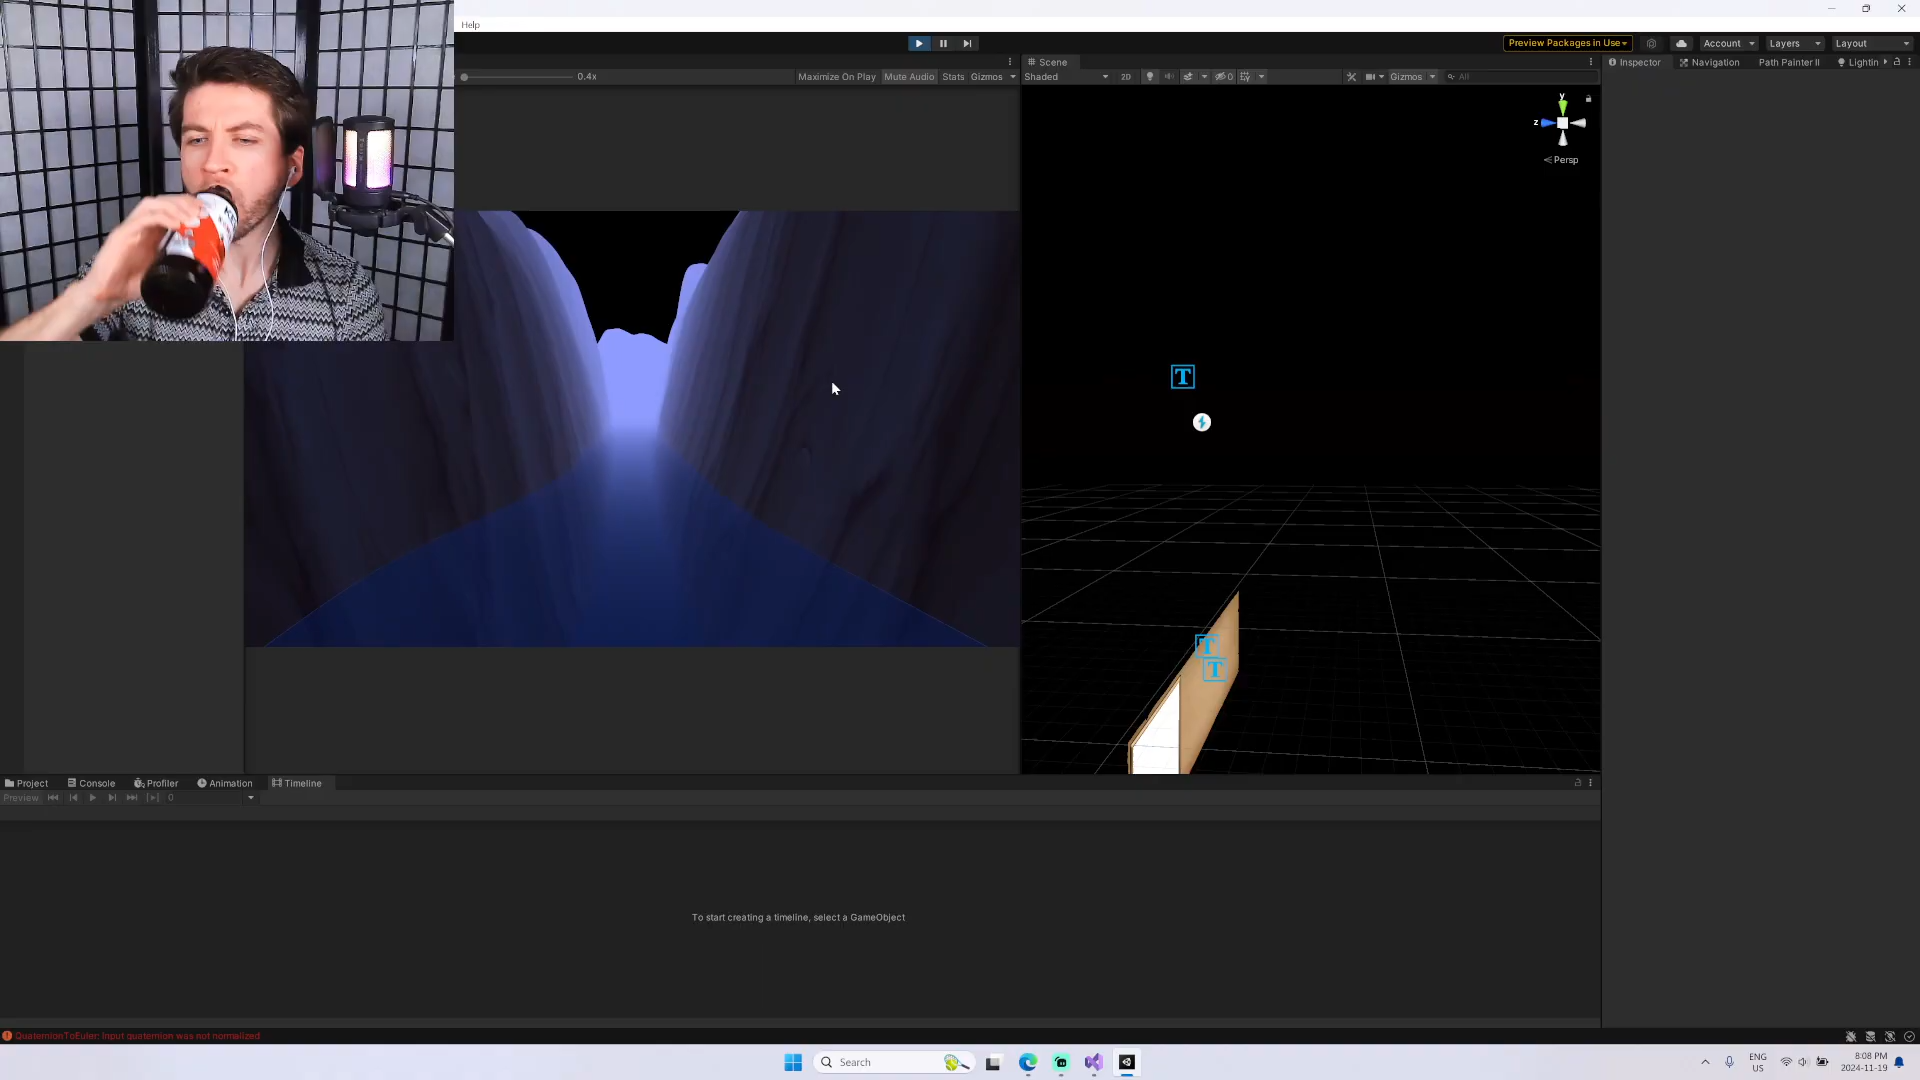 Help
Preview Packages in Use
Account
Layers
Layout
0.4x
Maximize On Play
Mute Audio
Stats
Gizmos
Scene
Shaded
2D
0
Gizmos
All
Inspector
Navigation
Path Painter II
Lightin
y
z
Persp
T
T
T
Project
Console
Profiler
Animation
Timeline
Preview
0
To start creating a timeline, select a GameObject
QuaternionToEuler: Input quaternion was not normalized
Search
ENG
US
8:08 PM
2024-11-19